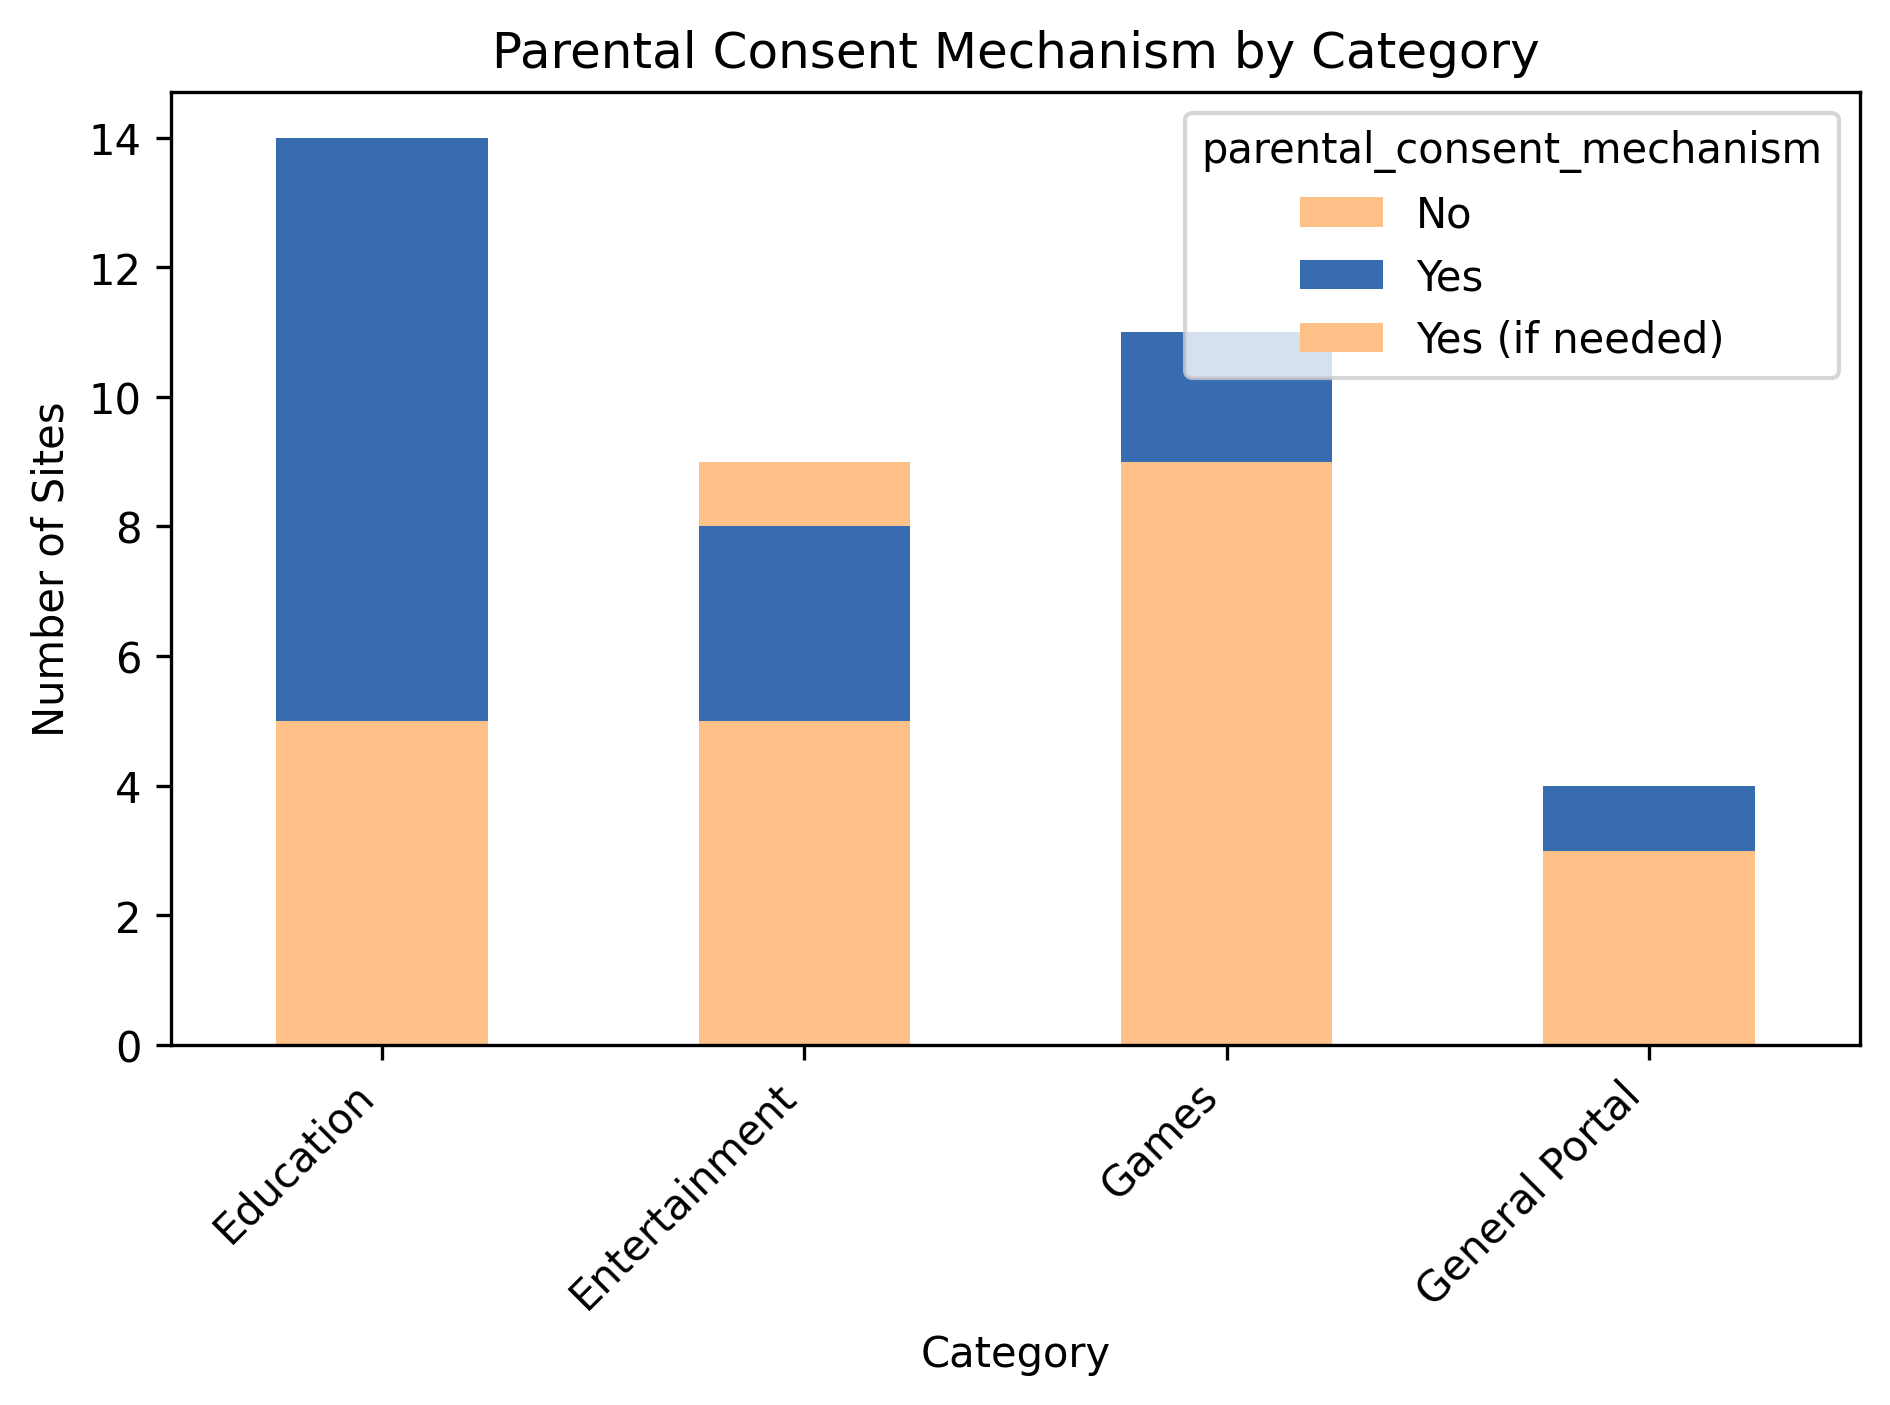 Parental Consent Mechanism by Category
parental_consent_mechanism
No
Yes
Yes (if needed)
Number of Sites
14
12
10
8
6
4
2
0
Education
Entertainment
Games
General Portal
Category